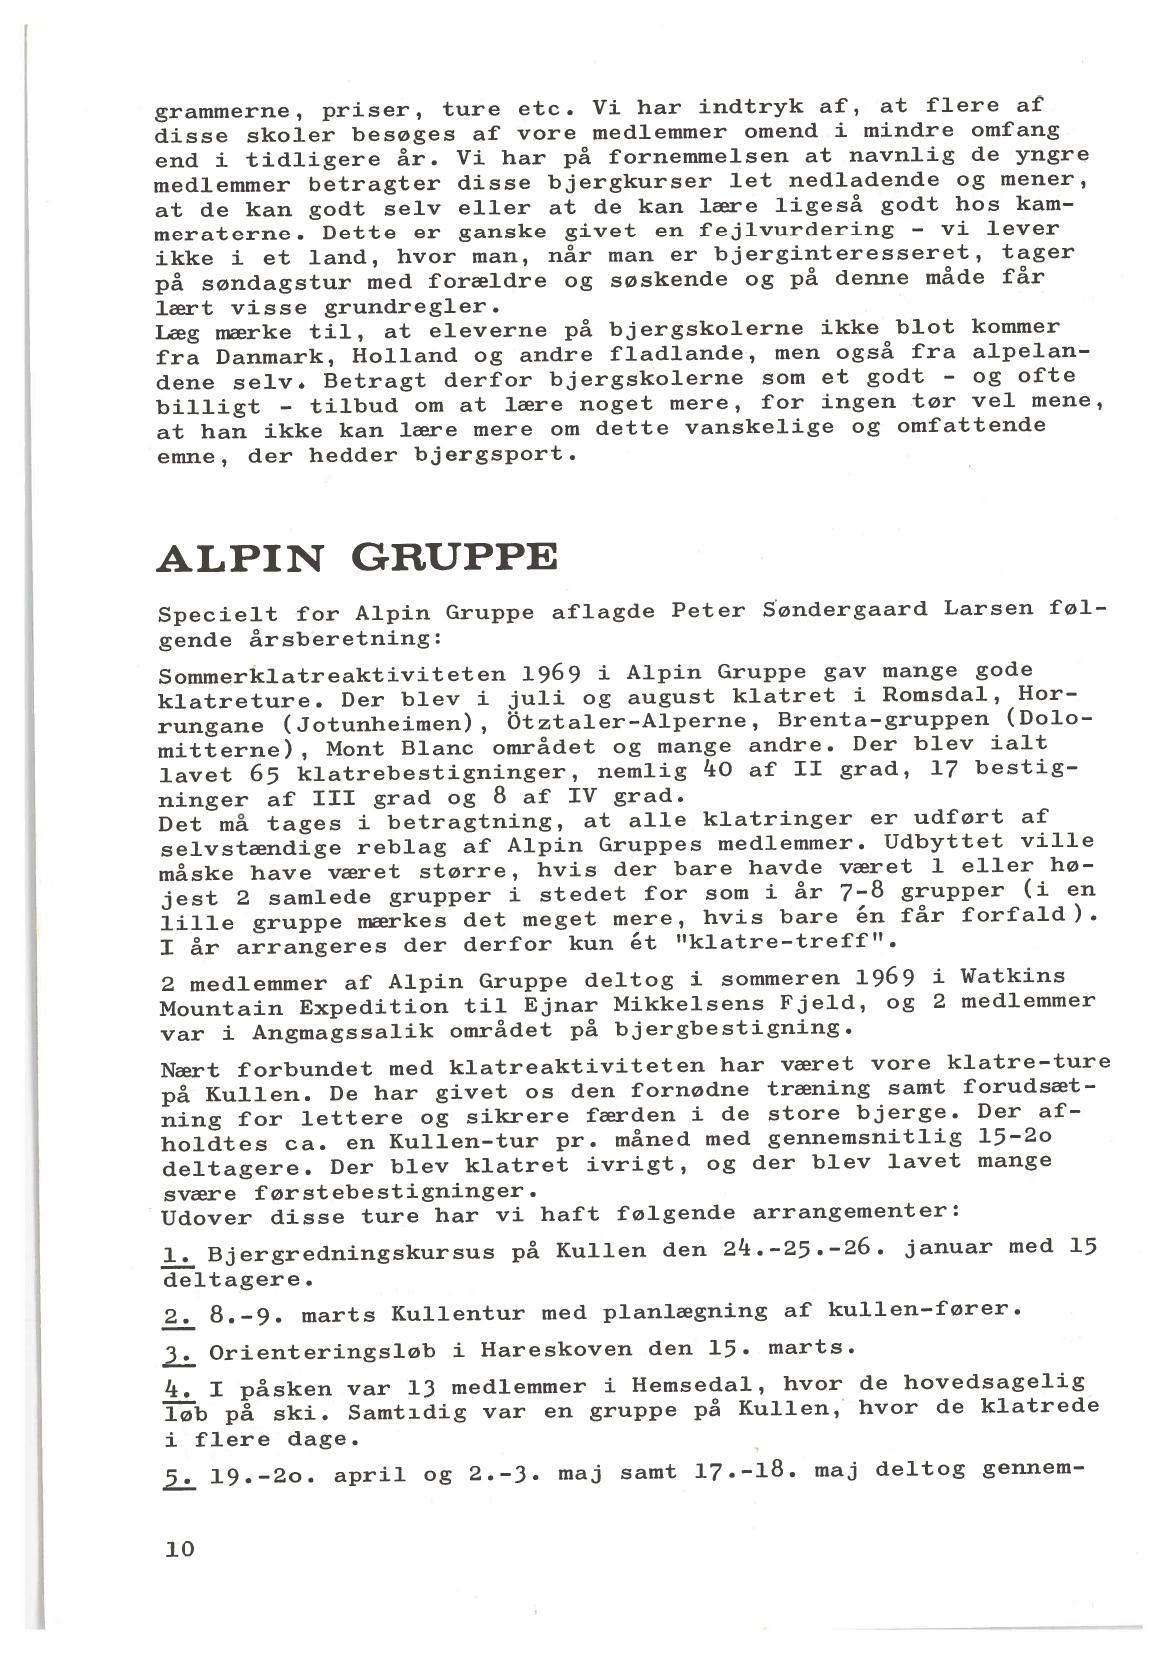 grammerne, priser, ture etc. Vi har indtryk af, at flere af
disse skoler besøges af vore medlemmer omend i mindre omfang
end i tidligere år. Vi har på fornemmelsen at navnlig de yngre
medlemmer betragter disse bjergkurser let nedladende og mener,
at de kan godt selv eller at de kan lære ligeså godt hos kam-
meraterne. Dette er ganske givet en fejlvurdering - vi lever
ikke i et land, hvor man, når man er bjerginteresseret, tager
på søndagstur med forældre og søskende og på denne måde får
lært visse grundregler.
Læg mærke til, at eleverne på bjergskolerne ikke blot kommer
fra Danmark, Holland og andre fladlande, men også fra alpelan-
dene selv. Betragt derfor bjergskolerne som et godt - og ofte
billigt - tilbud om at lære noget mere, for ingen tør vel mene,
at han ikke kan lære mere om dette vanskelige og omfattende
emne, der hedder bjergsport.
ALPIN GRUPPE
Specielt for Alpin Gruppe aflagde Peter Søndergaard Larsen føl-
gende årsberetning:
Sommerklatreaktiviteten 1969 i Alpin Gruppe gav mange gode
klatreture. Der blev i juli og august klatret i Romsdal, Hor-
rungane (Jotunheimen), Ötztaler-Alperne, Brenta-gruppen (Dolo-
mitterne), Mont Blanc området og mange andre. Der blev ialt
lavet 65 klatrebestigninger, nemlig 40 af II grad, 17 bestig-
ninger af III grad og 8 af IV grad.
Det må tages i betragtning, at alle klatringer er udført af
selvstændige reblag af Alpin Gruppes medlemmer. Udbyttet ville
måske have været større, hvis der bare havde været 1 eller hø-
jest 2 samlede grupper i stedet for som i år 7-8 grupper (i en
lille gruppe mærkes det meget mere, hvis bare én får forfald).
I år arrangeres der derfor kun ét "klatre-treff".
2 medlemmer af Alpin Gruppe deltog i sommeren 1969 i Watkins
Mountain Expedition til Ejnar Mikkelsens Fjeld, og 2 medlemmer
var i Angmagssalik området på bjergbestigning.
Nært forbundet med klatreaktiviteten har været vore klatre-ture
på Kullen. De har givet os den fornødne træning samt forudsæt-
ning for lettere og sikrere færden i de store bjerge. Der af-
holdtes ca. en Kullen-tur pr. måned med gennemsnitlig 15-2o
deltagere. Der blev klatret ivrigt, og der blev lavet mange
svære førstebestigninger.
Udover disse ture har vi haft følgende arrangementer:
1. Bjergredningskursus på Kullen den 24.-25.-26. januar med 15
deltagere.
2. 8.-9. marts Kullentur med planlægning af kullen-fører.
3. Orienteringsløb i Hareskoven den 15. marts.
4. I påsken var 13 medlemmer i Hemsedal, hvor de hovedsagelig
løb på ski. Samtidig var en gruppe på Kullen, hvor de klatrede
i flere dage.
5. 19.-2o. april og 2.-3. maj samt 17.-18. maj deltog gennem-
10